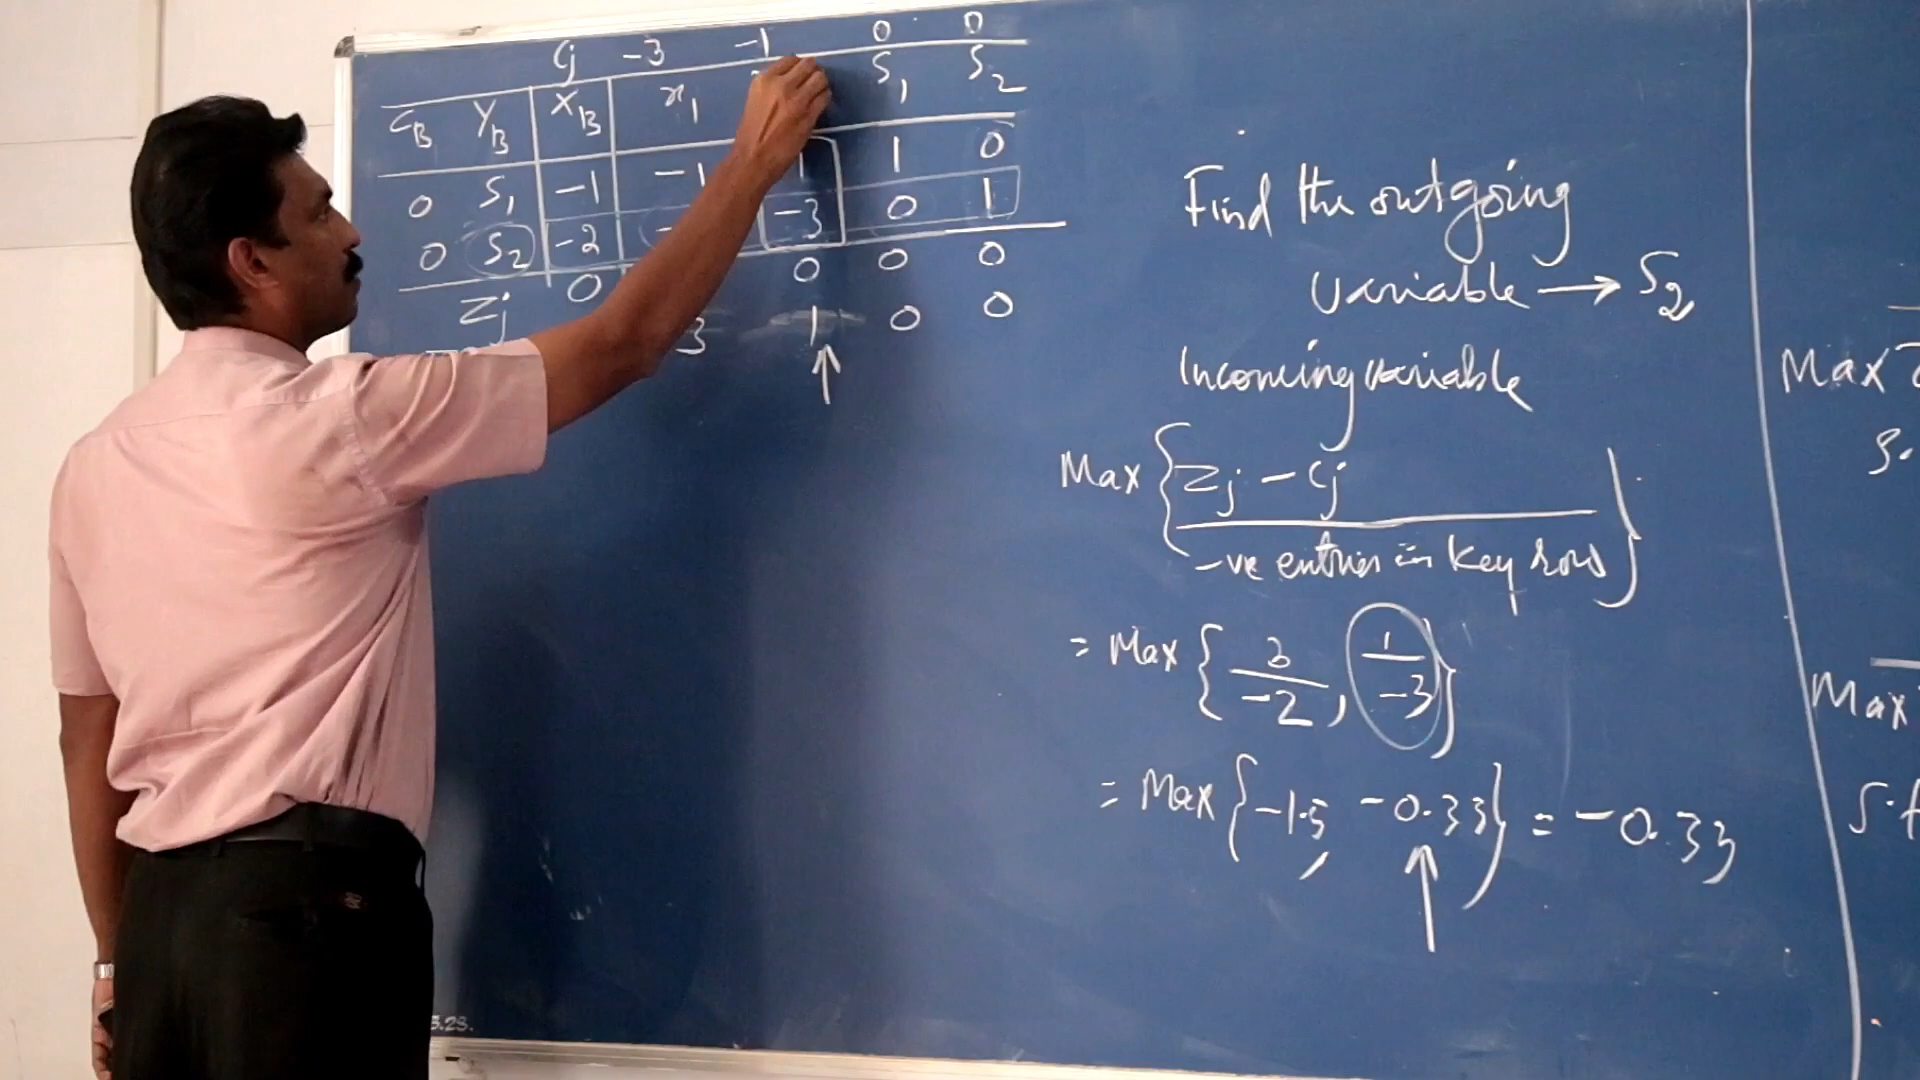 Cj -3 -1 0 0
CB YB XB x1 S1 S2
0 S1 -1 -1 1 1 0
0 S2 -2 -3 0 1
Zj 0 0 0 0
3 1 0 0
Find the outgoing
variable → S2
Incoming variable
Max { Zj - Cj / -ve entries in key row }
= Max { 3/-2, 1/-3 }
= Max { -1.5, -0.33 } = -0.33
Max
S.
Max
S.t